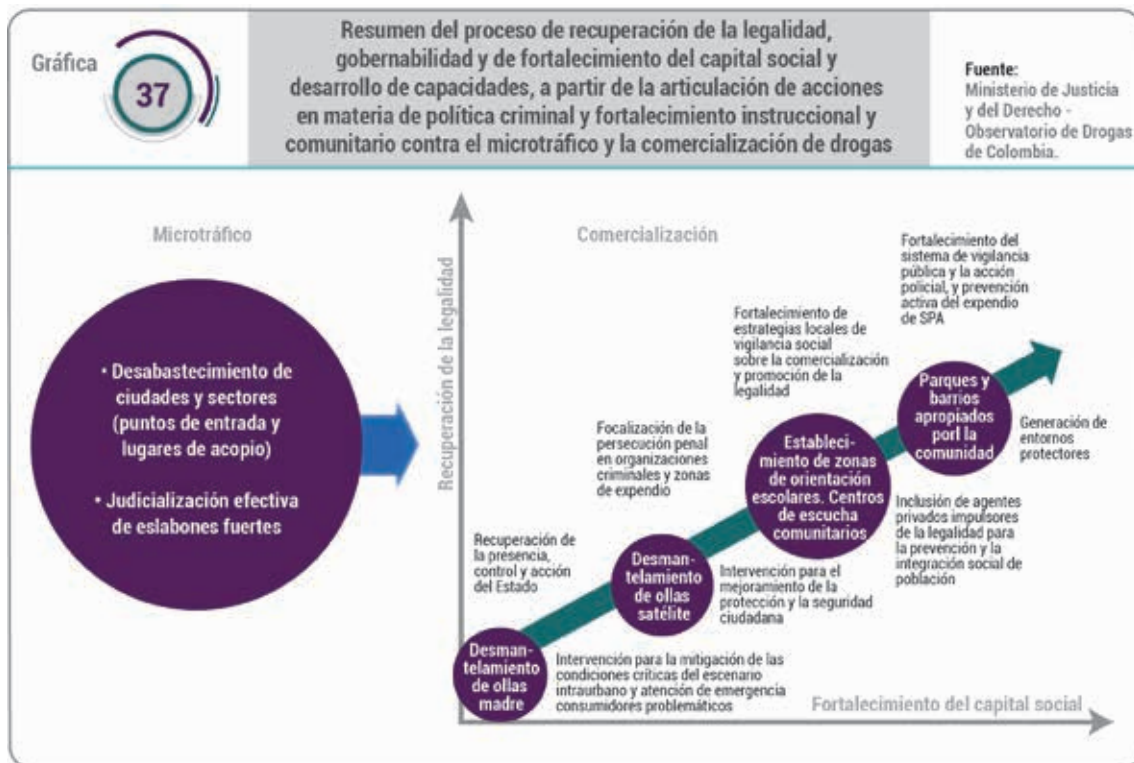 Gráfica
37
Resumen del proceso de recuperación de la legalidad,
gobernabilidad y de fortalecimiento del capital social y
desarrollo de capacidades, a partir de la articulación de acciones
en materia de política criminal y fortalecimiento instruccional y
comunitario contra el microtráfico y la comercialización de drogas
Fuente:
Ministerio de Justicia
y del Derecho -
Observatorio de Drogas
de Colombia.
Microtráfico
• Desabastecimiento de
ciudades y sectores
(puntos de entrada y
lugares de acopio)
• Judicialización efectiva
de eslabones fuertes
Recuperación de la legalidad
Comercialización
Recuperación de
la presencia,
control y acción
del Estado
Desman-
telamiento
de ollas
madre
Intervención para la mitigación de las
condiciones críticas del escenario
intraurbano y atención de emergencia
consumidores problemáticos
Focalización de la
persecución penal
en organizaciones
criminales y zonas
de expendio
Desman-
telamiento
de ollas
satélite
Intervención para el
mejoramiento de la
protección y la seguridad
ciudadana
Fortalecimiento de
estrategias locales de
vigilancia social
sobre la comercialización
y promoción de la
legalidad
Estableci-
miento de zonas
de orientación
escolares. Centros
de escucha
comunitarios
Inclusión de agentes
privados impulsores
de la legalidad para
la prevención y la
integración social de
población
Fortalecimiento del
sistema de vigilancia
pública y la acción
policial, y prevención
activa del expendio
de SPA
Parques y
barrios
apropiados
porl la
comunidad
Generación de
entornos
protectores
Fortalecimiento del capital social